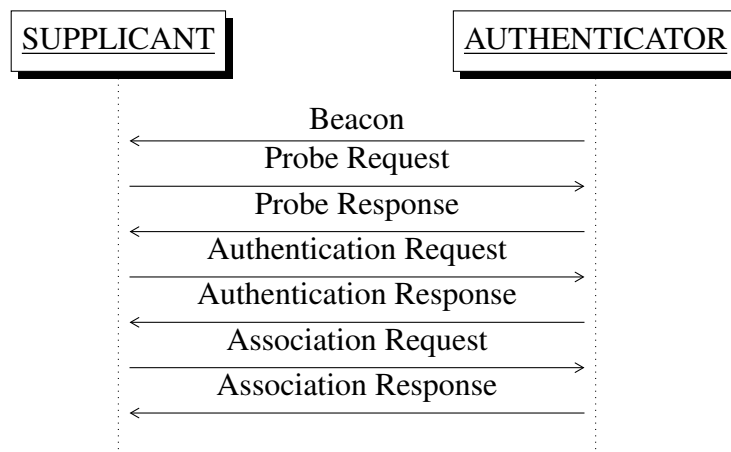 SUPPLICANT
AUTHENTICATOR
Beacon
Probe Request
Probe Response
Authentication Request
Authentication Response
Association Request
Association Response